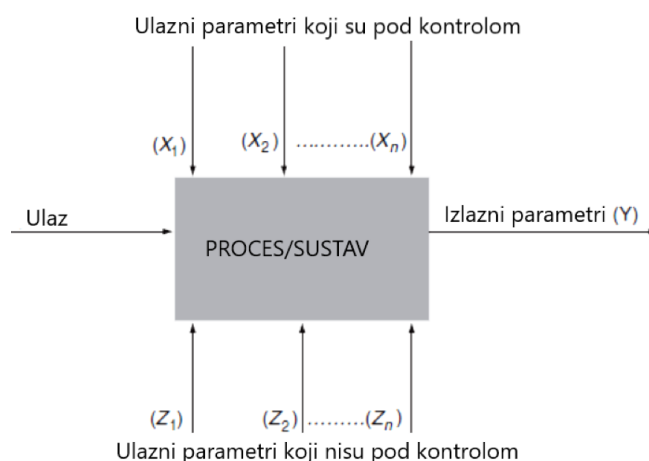 Ulazni parametri koji su pod kontrolom
(X1) (X2) ............(Xn)
Ulaz
Izlazni parametri (Y)
PROCES/SUSTAV
(Z1) (Z2) .........(Zn)
Ulazni parametri koji nisu pod kontrolom